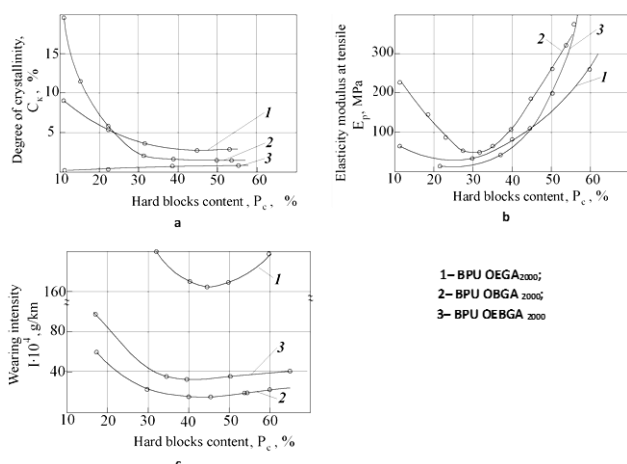 Degree of crystallinity,
C_к, %
15
10
5
1
2
3
10 20 30 40 50 60
Hard blocks content , P_c , %
a
Elasticity modulus at tensile
E_p, MPa
300
200
100
2
3
1
10 20 30 40 50 60
Hard blocks content , P_c , %
b
Wearing intensity
I·10^4, g/km
160
80
40
1
3
2
10 20 30 40 50 60
Hard blocks content , P_c , %
1– BPU OEGA 2000;
2– BPU OBGA 2000;
3– BPU OEBGA 2000